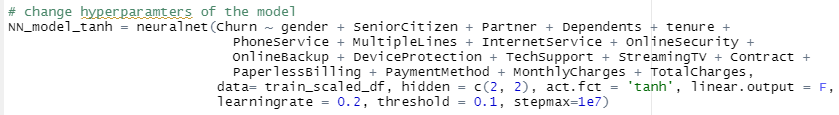 # change hyperparamters of the model
NN_model_tanh = neuralnet(Churn ~ gender + SeniorCitizen + Partner + Dependents + tenure +
PhoneService + MultipleLines + InternetService + OnlineSecurity +
OnlineBackup + DeviceProtection + TechSupport + StreamingTV + Contract +
PaperlessBilling + PaymentMethod + MonthlyCharges + TotalCharges,
data= train_scaled_df, hidden = c(2, 2), act.fct = 'tanh', linear.output = F,
learningrate = 0.2, threshold = 0.1, stepmax=1e7)